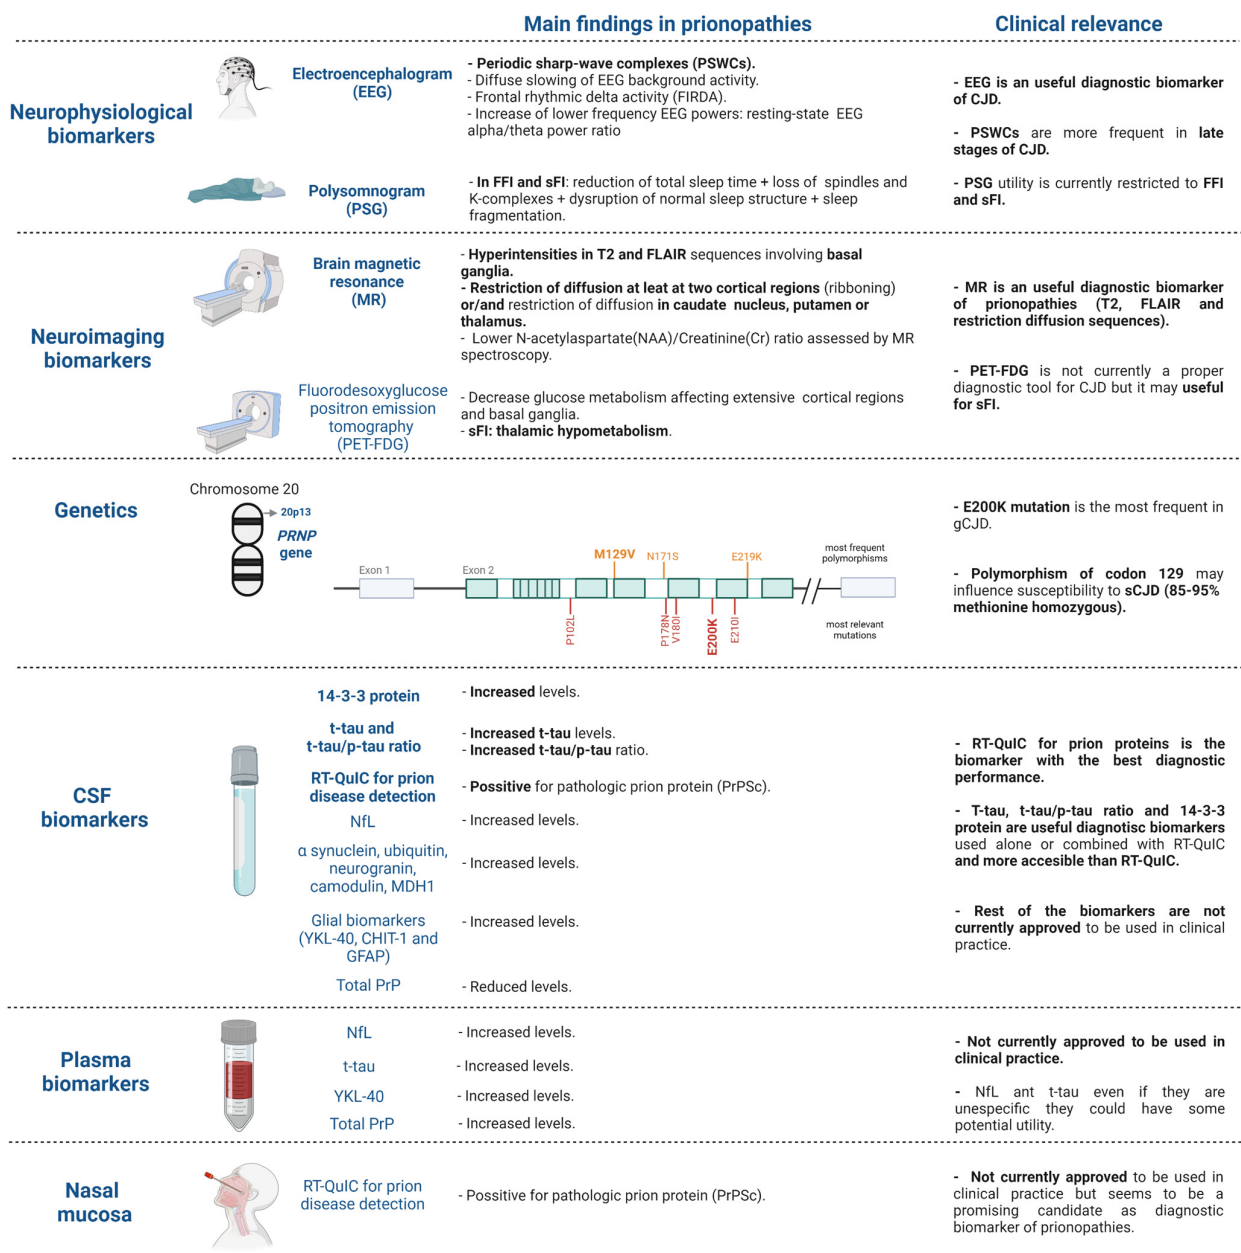 Main findings in prionopathies
Clinical relevance
Neurophysiological
biomarkers
Electroencephalogram
(EEG)
- Periodic sharp-wave complexes (PSWCs).
- Diffuse slowing of EEG background activity.
- Frontal rhythmic delta activity (FIRDA).
- Increase of lower frequency EEG powers: resting-state EEG
alpha/theta power ratio
Polysomnogram
(PSG)
- In FFI and sFI: reduction of total sleep time + loss of spindles and
K-complexes + dysruption of normal sleep structure + sleep
fragmentation.
- EEG is an useful diagnostic biomarker
of CJD.
- PSWCs are more frequent in late
stages of CJD.
- PSG utility is currently restricted to FFI
and sFI.
Neuroimaging
biomarkers
Brain magnetic
resonance
(MR)
- Hyperintensities in T2 and FLAIR sequences involving basal
ganglia.
- Restriction of diffusion at leat at two cortical regions (ribboning)
or/and restriction of diffusion in caudate nucleus, putamen or
thalamus.
- Lower N-acetylaspartate(NAA)/Creatinine(Cr) ratio assessed by MR
spectroscopy.
Fluorodesoxyglucose
positron emission
tomography
(PET-FDG)
- Decrease glucose metabolism affecting extensive cortical regions
and basal ganglia.
- sFI: thalamic hypometabolism.
- MR is an useful diagnostic biomarker
of prionopathies (T2, FLAIR and
restriction diffusion sequences).
- PET-FDG is not currently a proper
diagnostic tool for CJD but it may useful
for sFI.
Genetics
Chromosome 20
20p13
PRNP
gene
Exon 1
Exon 2
M129V
N171S
E219K
most frequent
polymorphisms
P102L
P178N
V180I
E200K
E210I
most relevant
mutations
- E200K mutation is the most frequent in
gCJD.
- Polymorphism of codon 129 may
influence susceptibility to sCJD (85-95%
methionine homozygous).
CSF
biomarkers
14-3-3 protein
- Increased levels.
t-tau and
t-tau/p-tau ratio
- Increased t-tau levels.
- Increased t-tau/p-tau ratio.
RT-QuIC for prion
disease detection
- Possitive for pathologic prion protein (PrPSc).
NfL
- Increased levels.
α synuclein, ubiquitin,
neurogranin,
camodulin, MDH1
- Increased levels.
Glial biomarkers
(YKL-40, CHIT-1 and
GFAP)
- Increased levels.
Total PrP
- Reduced levels.
- RT-QuIC for prion proteins is the
biomarker with the best diagnostic
performance.
- T-tau, t-tau/p-tau ratio and 14-3-3
protein are useful diagnotisc biomarkers
used alone or combined with RT-QuIC
and more accesible than RT-QuIC.
- Rest of the biomarkers are not
currently approved to be used in clinical
practice.
Plasma
biomarkers
NfL
- Increased levels.
t-tau
- Increased levels.
YKL-40
- Increased levels.
Total PrP
- Increased levels.
- Not currently approved to be used in
clinical practice.
- NfL ant t-tau even if they are
unespecific they could have some
potential utility.
Nasal
mucosa
RT-QuIC for prion
disease detection
- Possitive for pathologic prion protein (PrPSc).
- Not currently approved to be used in
clinical practice but seems to be a
promising candidate as diagnostic
biomarker of prionopathies.